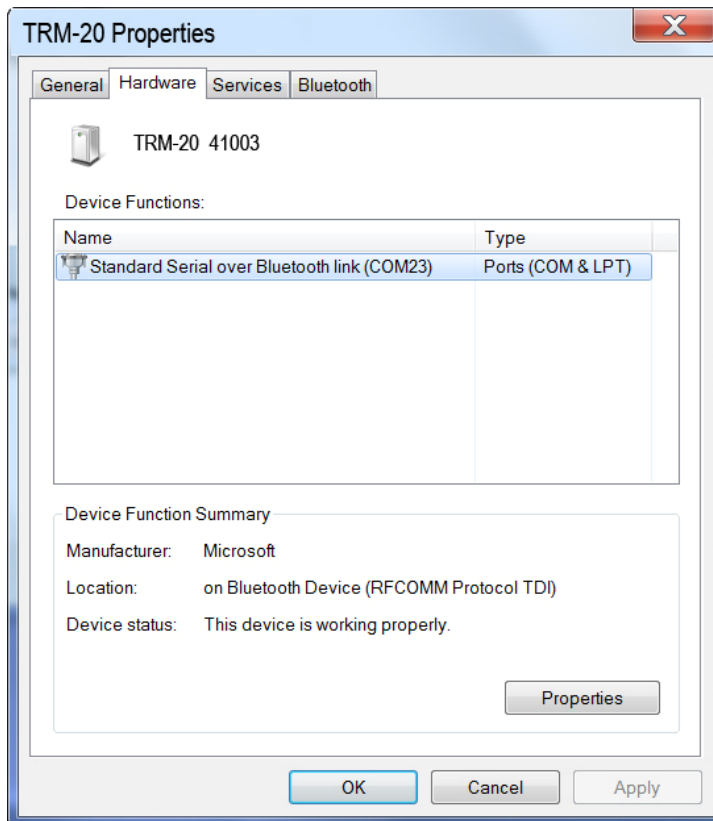 TRM-20 Properties
General Hardware Services Bluetooth
TRM-20 41003
Device Functions:
Name Type
Standard Serial over Bluetooth link (COM23) Ports (COM & LPT)
Device Function Summary
Manufacturer: Microsoft
Location: on Bluetooth Device (RFCOMM Protocol TDI)
Device status: This device is working properly.
Properties
OK Cancel Apply